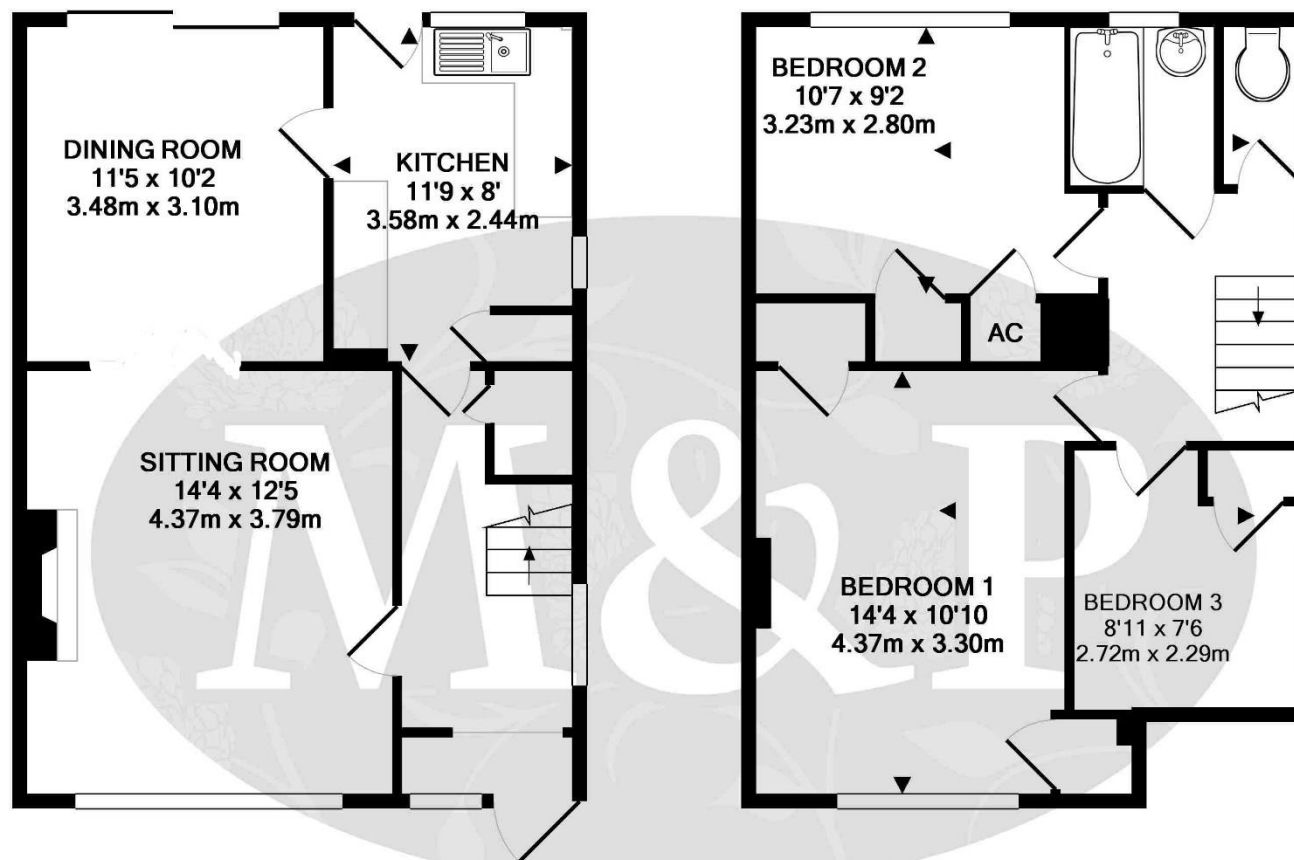 DINING ROOM
11'5 x 10'2
3.48m x 3.10m
KITCHEN
11'9 x 8'
3.58m x 2.44m
SITTING ROOM
14'4 x 12'5
4.37m x 3.79m
BEDROOM 2
10'7 x 9'2
3.23m x 2.80m
AC
BEDROOM 1
14'4 x 10'10
4.37m x 3.30m
BEDROOM 3
8'11 x 7'6
2.72m x 2.29m
M&P